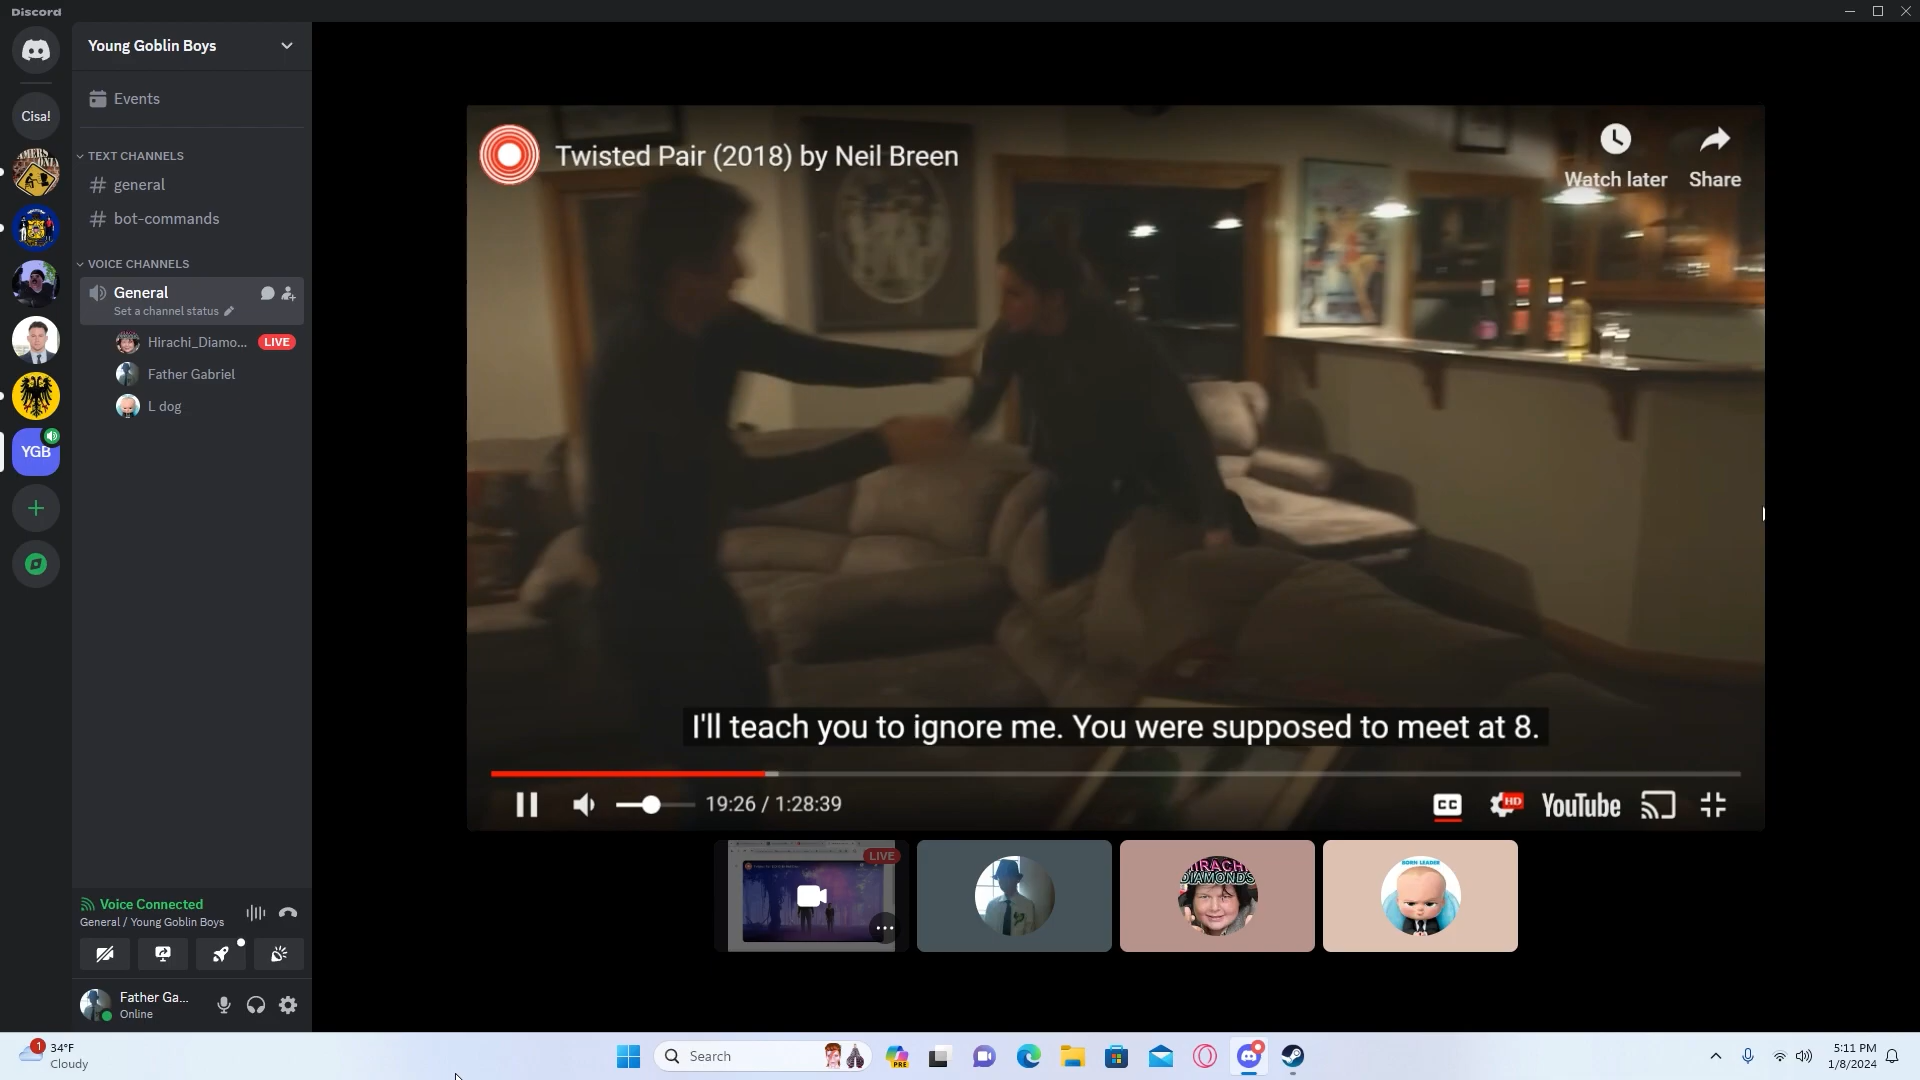 Discord
Young Goblin Boys
Events
Cisa!
TEXT CHANNELS
general
bot-commands
VOICE CHANNELS
General
Set a channel status
Hirachi_Diamo... LIVE
Father Gabriel
L dog
YGB
Twisted Pair (2018) by Neil Breen
Watch later
Share
I'll teach you to ignore me. You were supposed to meet at 8.
19:26 / 1:28:39
CC
HD
YouTube
LIVE
HIRACHI
DIAMONDS
BORN LEADER
Voice Connected
General / Young Goblin Boys
Father Ga...
Online
1
34°F
Cloudy
Search
PRE
5:11 PM
1/8/2024